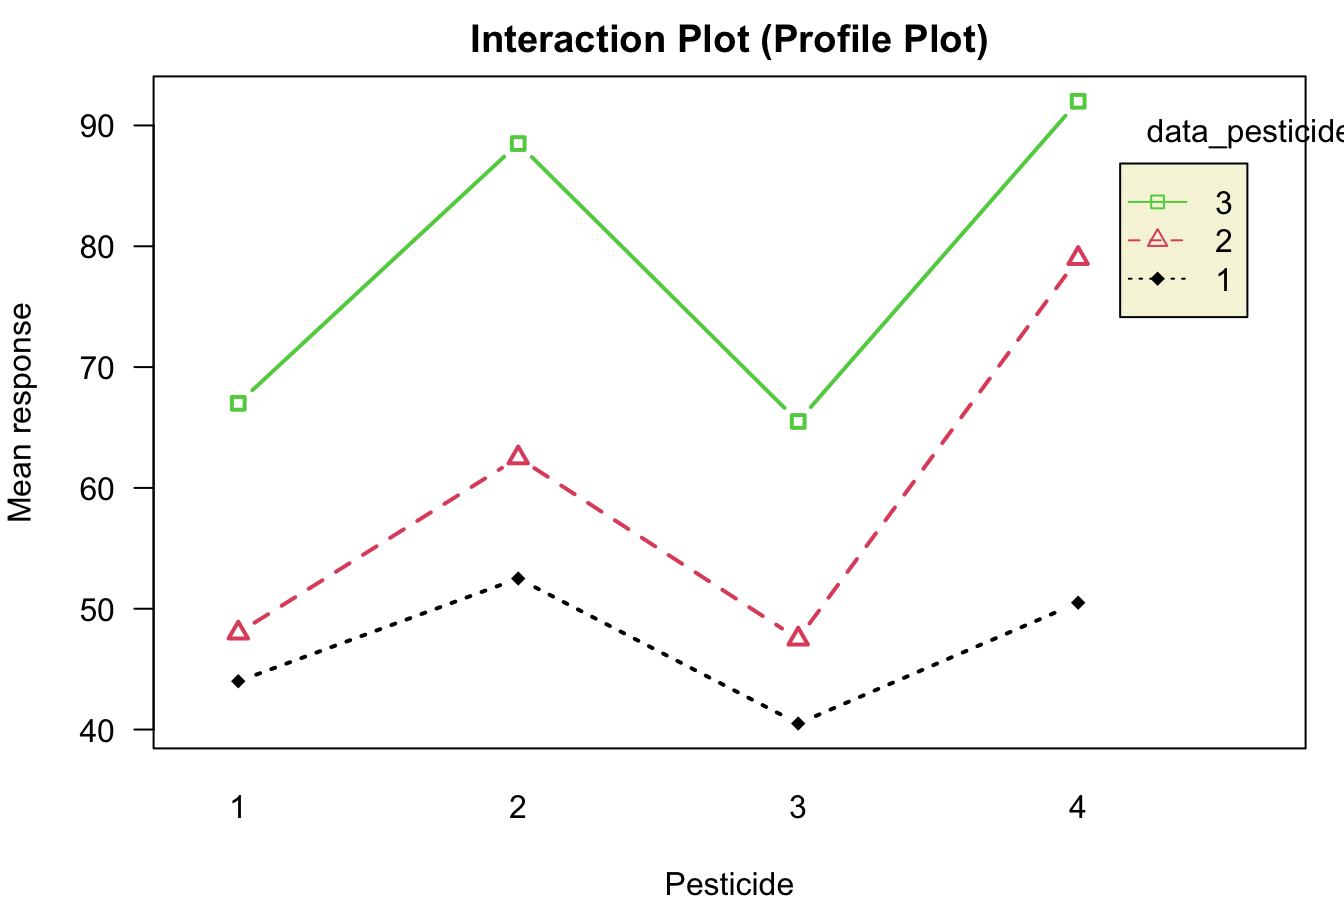 Interaction Plot (Profile Plot)
90
80
70
60
50
40
Mean response
data_pesticide
3
2
1
1 2 3 4
Pesticide